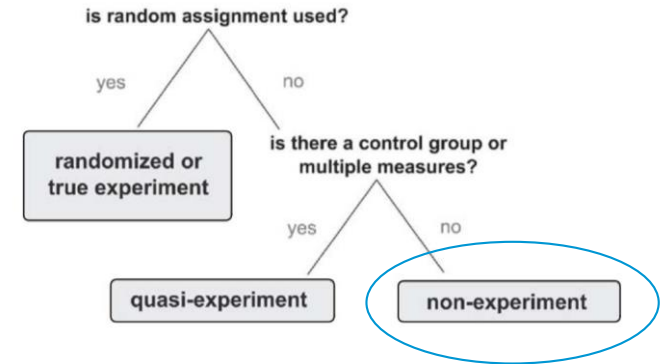 is random assignment used?
yes
no
randomized or
true experiment
is there a control group or
multiple measures?
yes
no
quasi-experiment
non-experiment